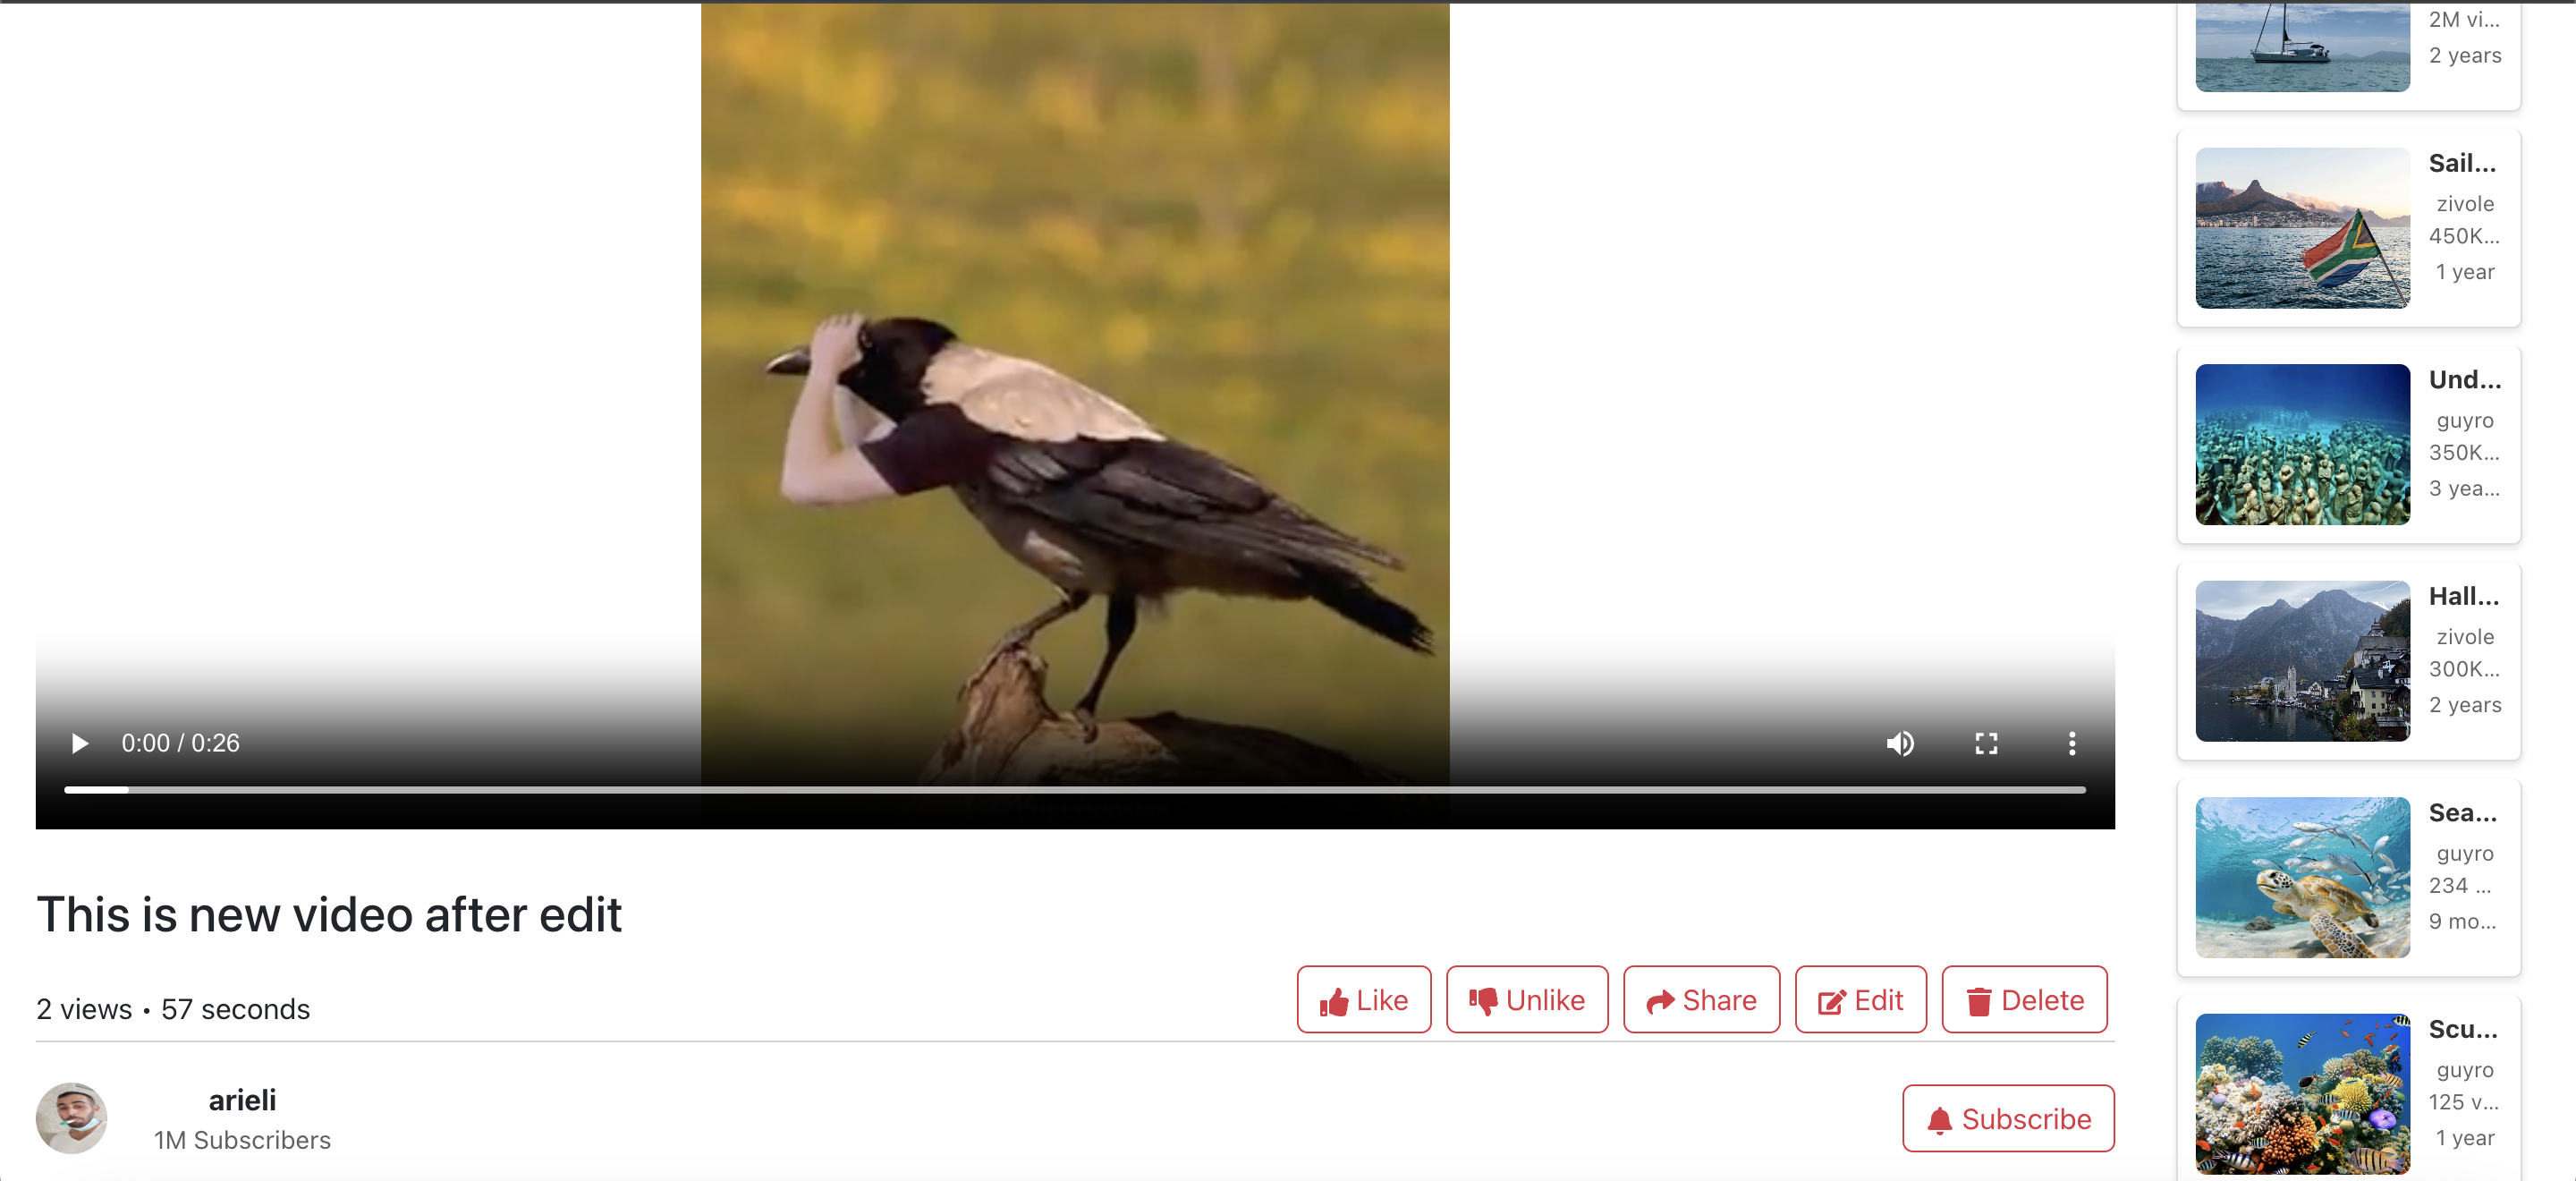 0:00 / 0:26
This is new video after edit
2 views • 57 seconds
Like
Unlike
Share
Edit
Delete
arieli
1M Subscribers
Subscribe
2M vi...
2 years
Sail...
zivole
450K...
1 year
Und...
guyro
350K...
3 yea...
Hall...
zivole
300K...
2 years
Sea...
guyro
234 ...
9 mo...
Scu...
guyro
125 v...
1 year